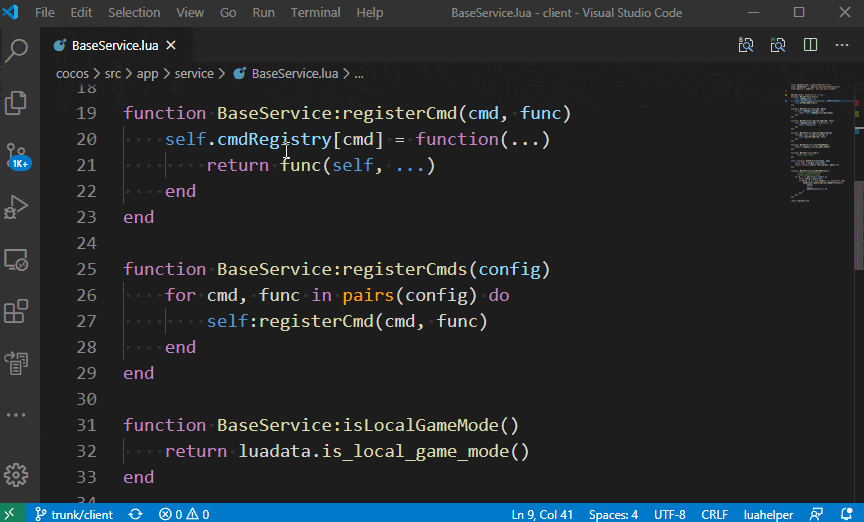 File Edit Selection View Go Run Terminal Help BaseService.lua - client - Visual Studio Code
BaseService.lua
cocos > src > app > service > BaseService.lua > ...
18
19 function BaseService:registerCmd(cmd, func)
20 self.cmdRegistry[cmd] = function(...)
21 return func(self, ...)
22 end
23 end
24
25 function BaseService:registerCmds(config)
26 for cmd, func in pairs(config) do
27 self:registerCmd(cmd, func)
28 end
29 end
30
31 function BaseService:isLocalGameMode()
32 return luadata.is_local_game_mode()
33 end
34
1K+
trunk/client 0 0 Ln 9, Col 41 Spaces: 4 UTF-8 CRLF luahelper